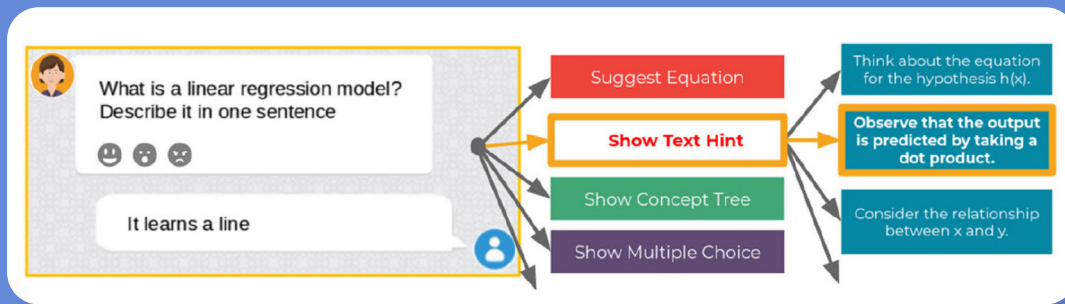 What is a linear regression model?
Describe it in one sentence
It learns a line
Suggest Equation
Show Text Hint
Show Concept Tree
Show Multiple Choice
Think about the equation
for the hypothesis h(x).
Observe that the output
is predicted by taking a
dot product.
Consider the relationship
between x and y.